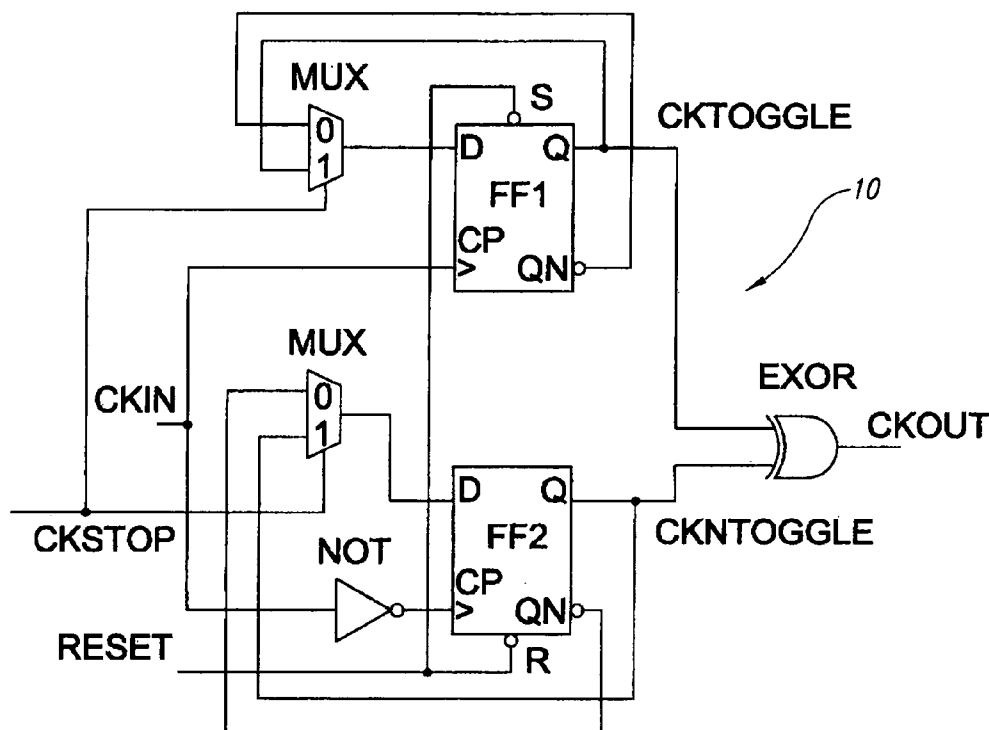 MUX
0
1
S
D
Q
FF1
CP
>
QN
CKTOGGLE
10
MUX
0
1
CKIN
EXOR
CKOUT
D
Q
FF2
CP
>
QN
CKNTOGGLE
CKSTOP
NOT
RESET
R